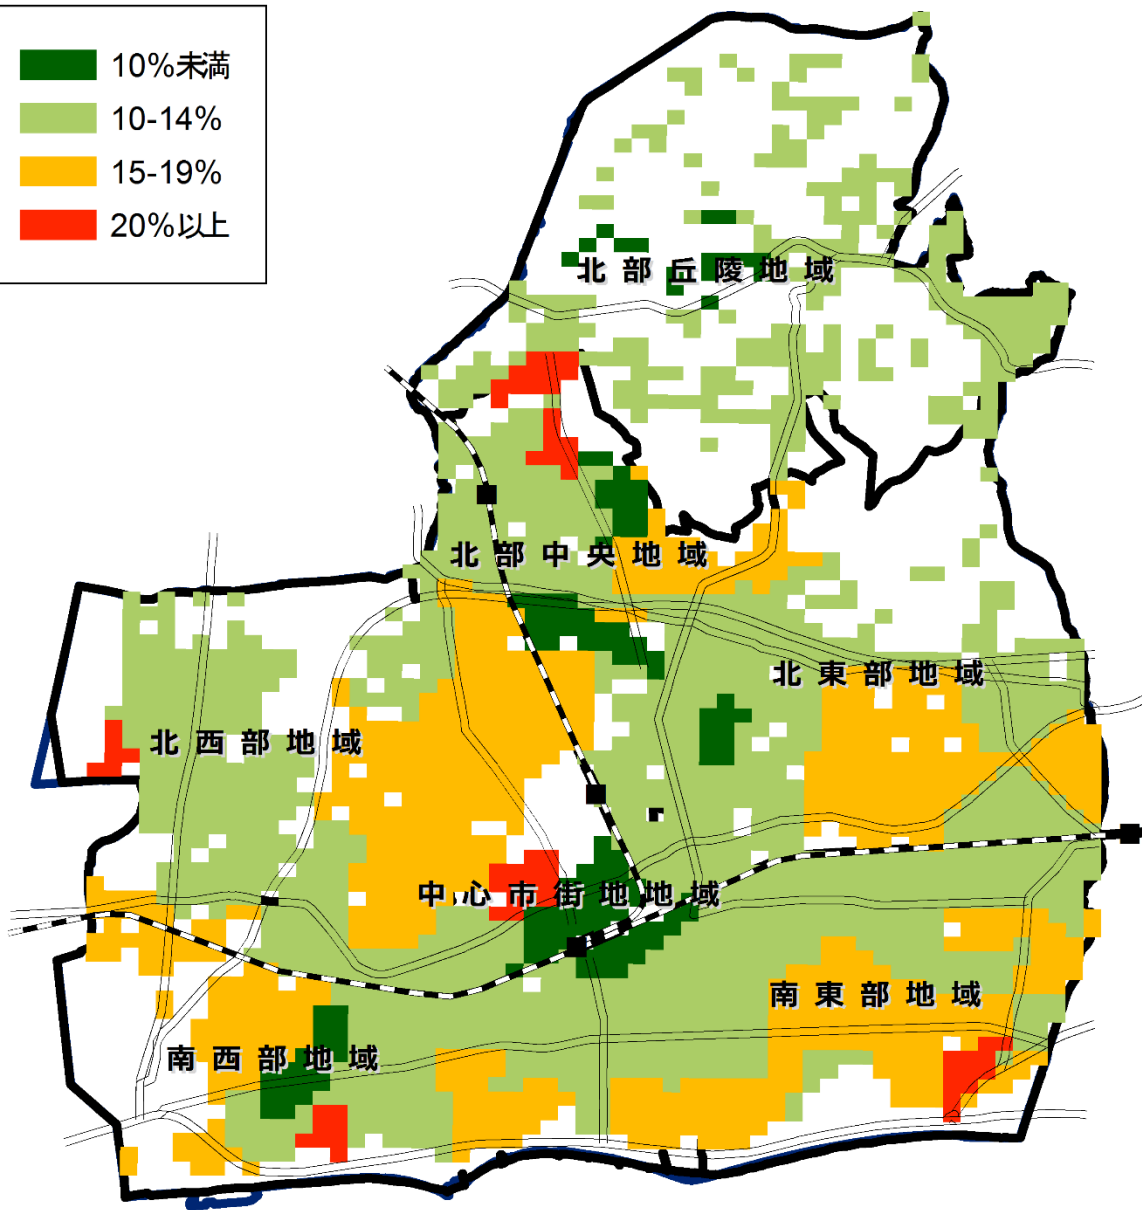 10%未満
10-14%
15-19%
20%以上
北部丘陵地域
北部中央地域
北東部地域
北西部地域
中心市街地地域
南東部地域
南西部地域